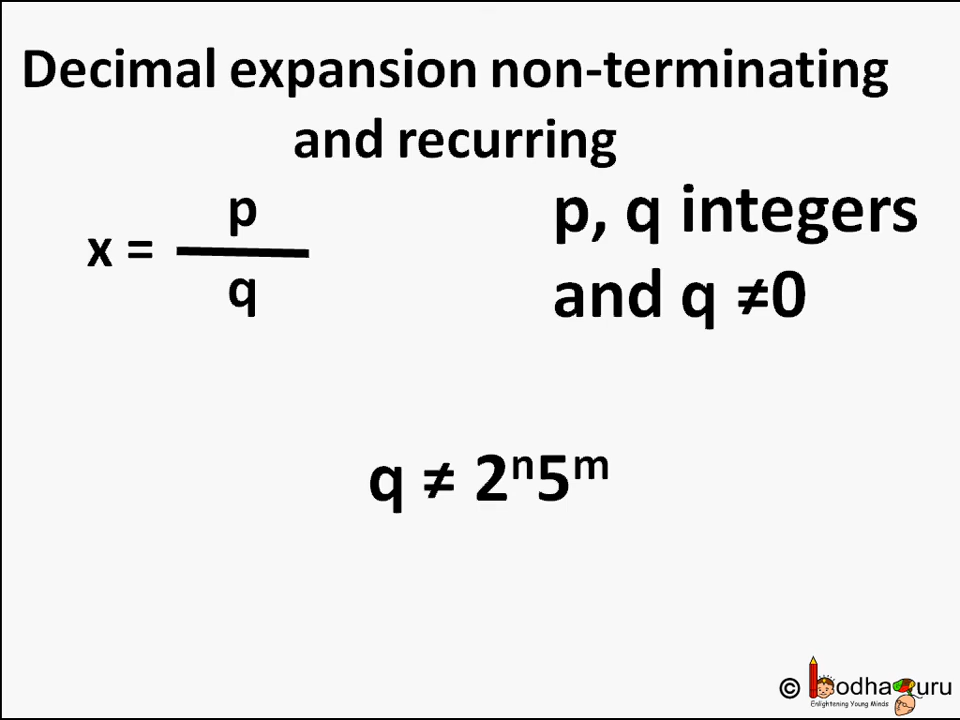 Decimal expansion non-terminating
and recurring
x = p/q
p, q integers
and q ≠0
q ≠ 2ⁿ5ᵐ
© bodhaguru
Enlightening Young Minds